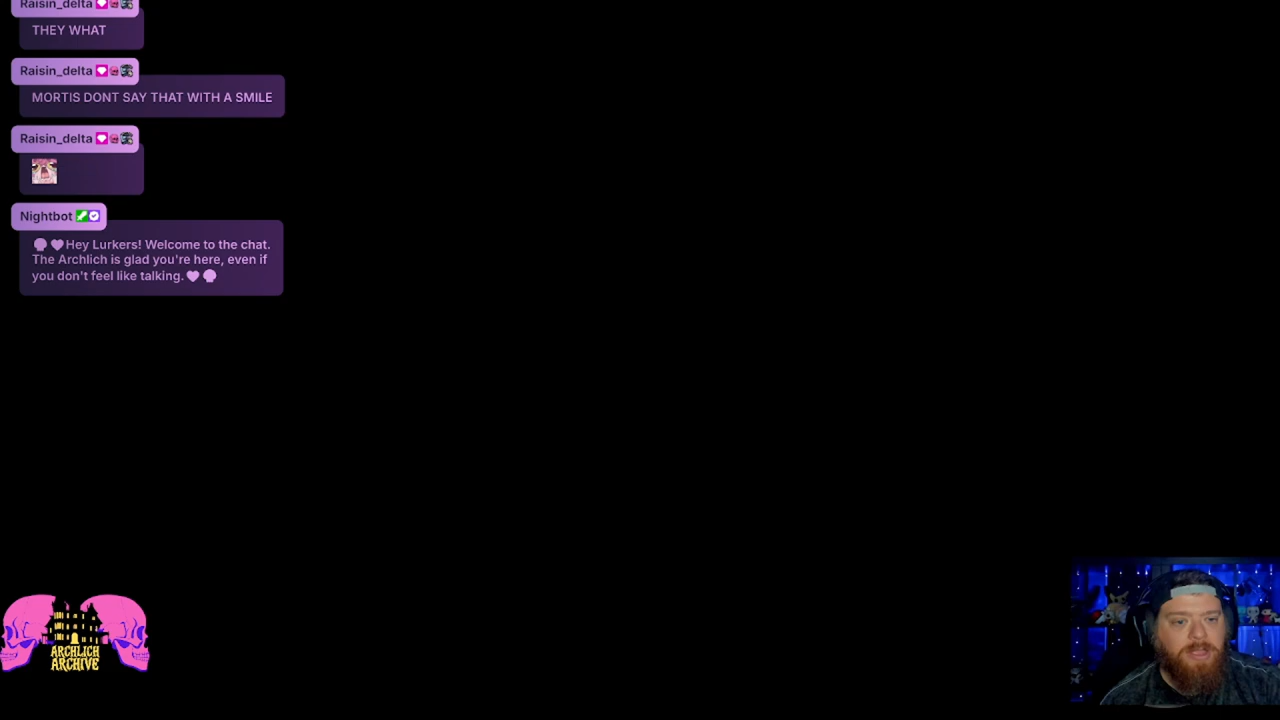 Raisin_delta
THEY WHAT
Raisin_delta
MORTIS DONT SAY THAT WITH A SMILE
Raisin_delta
Nightbot
Hey Lurkers! Welcome to the chat.
The Archlich is glad you're here, even if
you don't feel like talking.
ARCHLICH
ARCHIVE